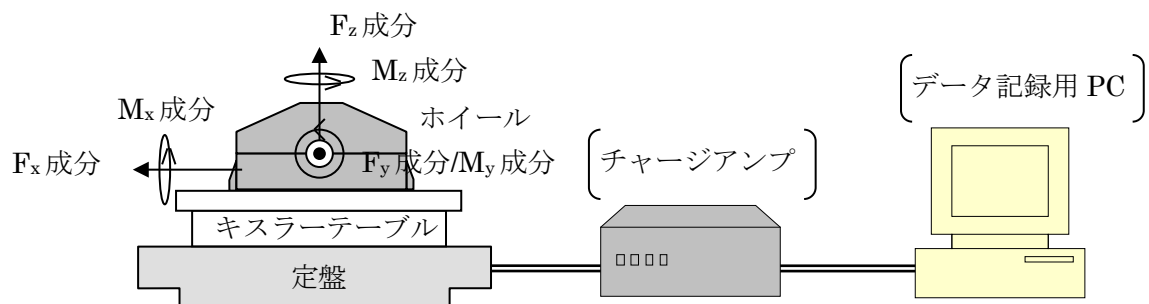 Fz成分
Mz成分
Mx成分
ホイール
Fx成分
Fy成分/My成分
キスラーテーブル
定盤
チャージアンプ
データ記録用 PC